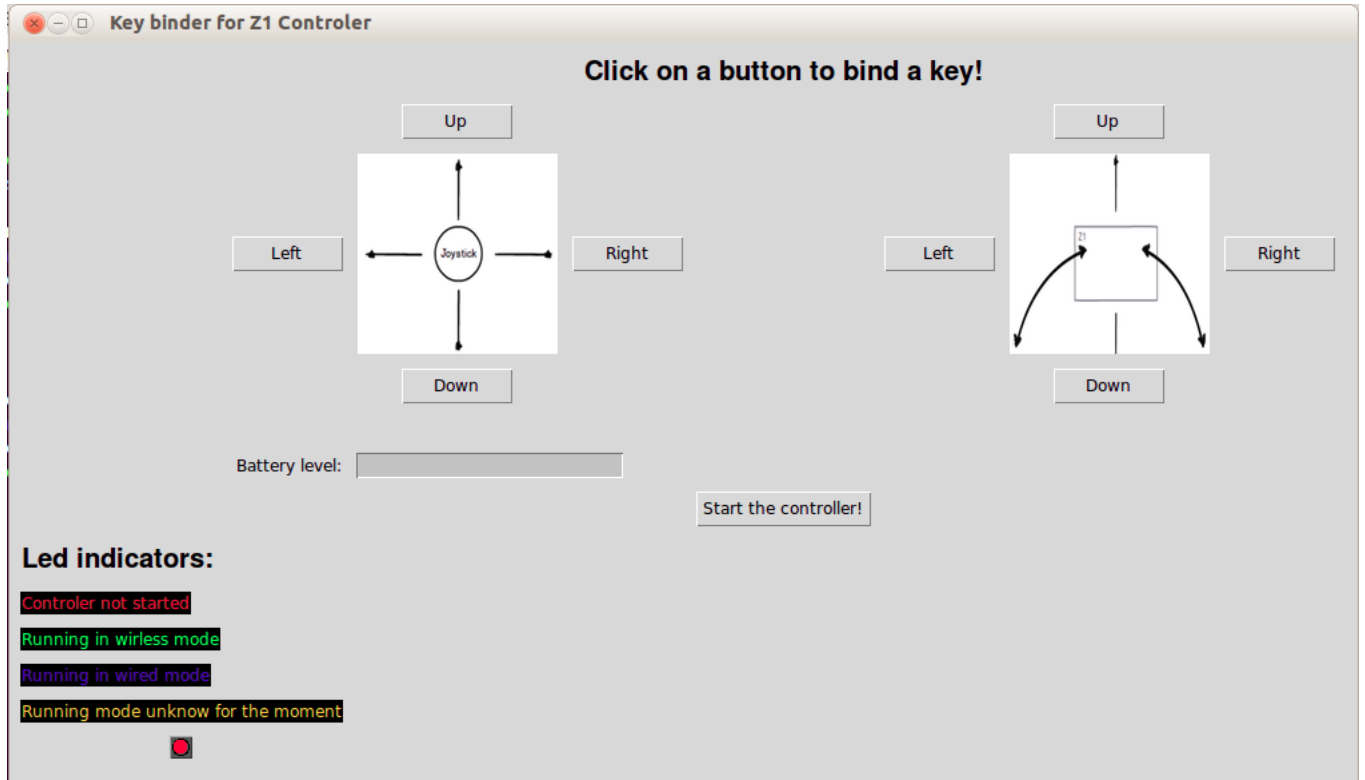 Key binder for Z1 Controler
Click on a button to bind a key!
Up
Up
Left
Joystick
Right
Left
Z1
Right
Down
Down
Battery level:
Start the controller!
Led indicators:
Controler not started
Running in wirless mode
Running in wired mode
Running mode unknow for the moment